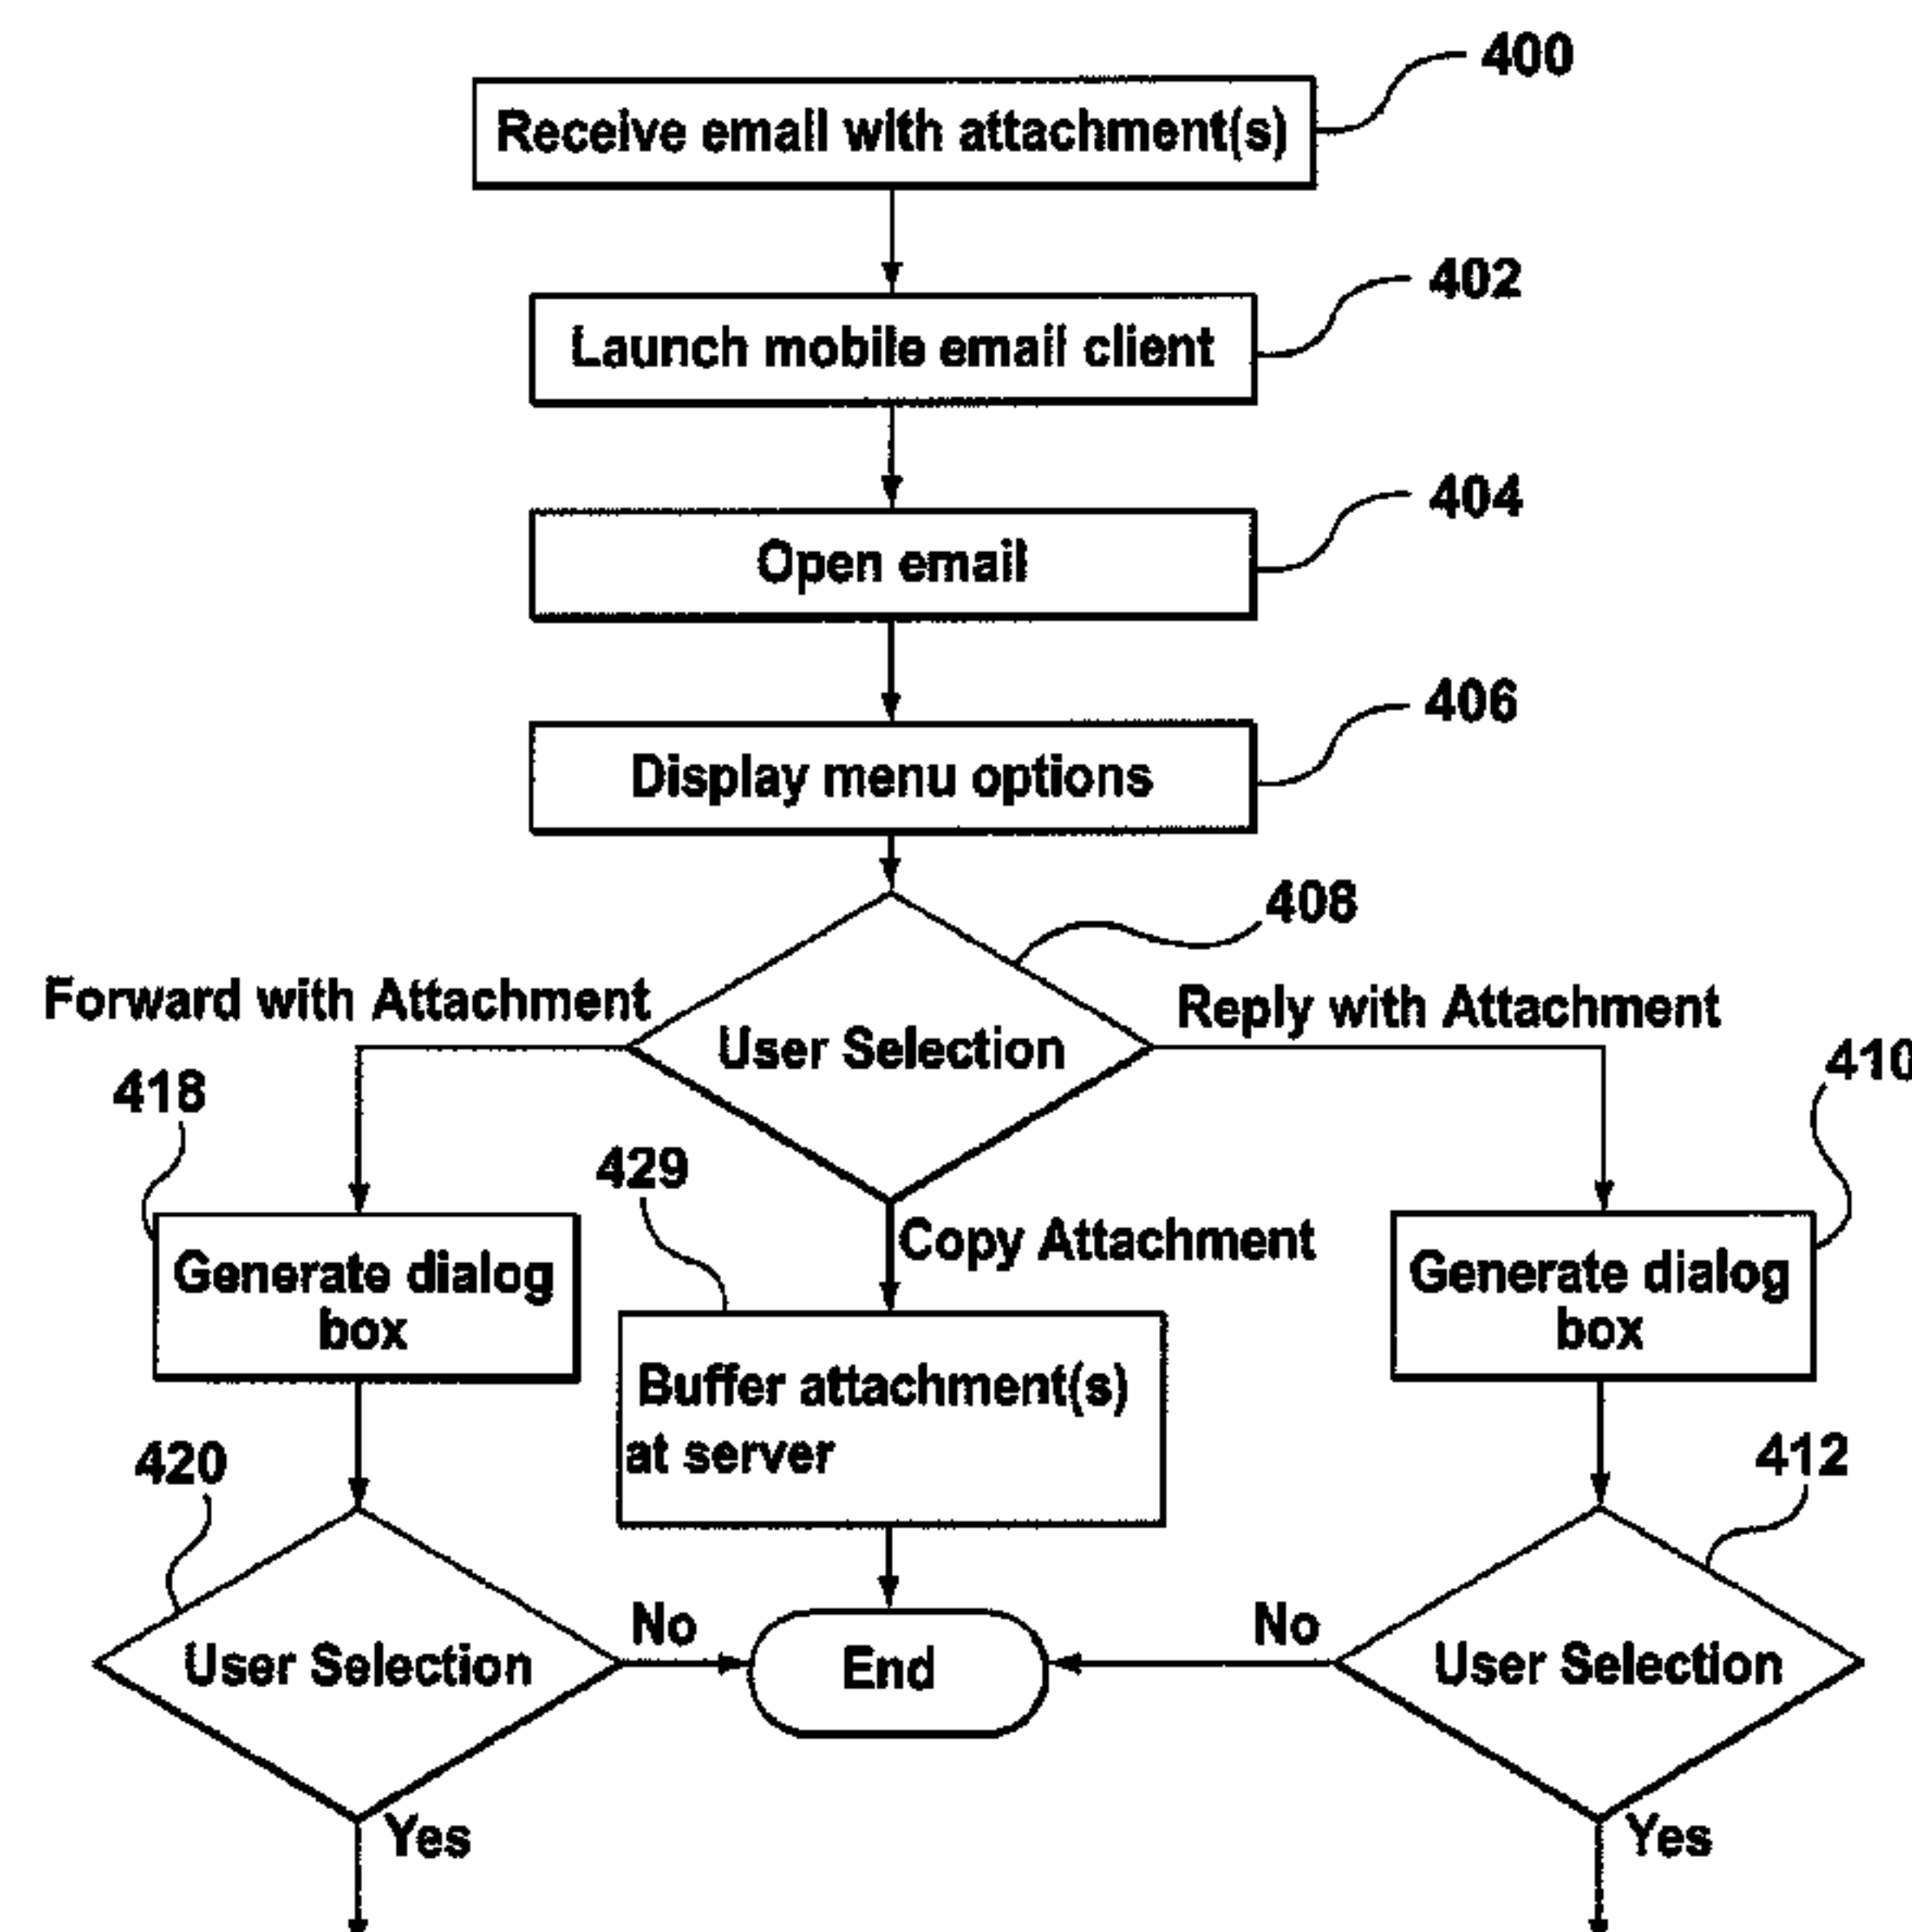 400
Receive email with attachment(s)
402
Launch mobile email client
404
Open email
406
Display menu options
408
Forward with Attachment
User Selection
Reply with Attachment
418
410
429
Copy Attachment
Generate dialog
box
Generate dialog
box
Buffer attachment(s)
at server
420
412
No
No
User Selection
End
User Selection
Yes
Yes